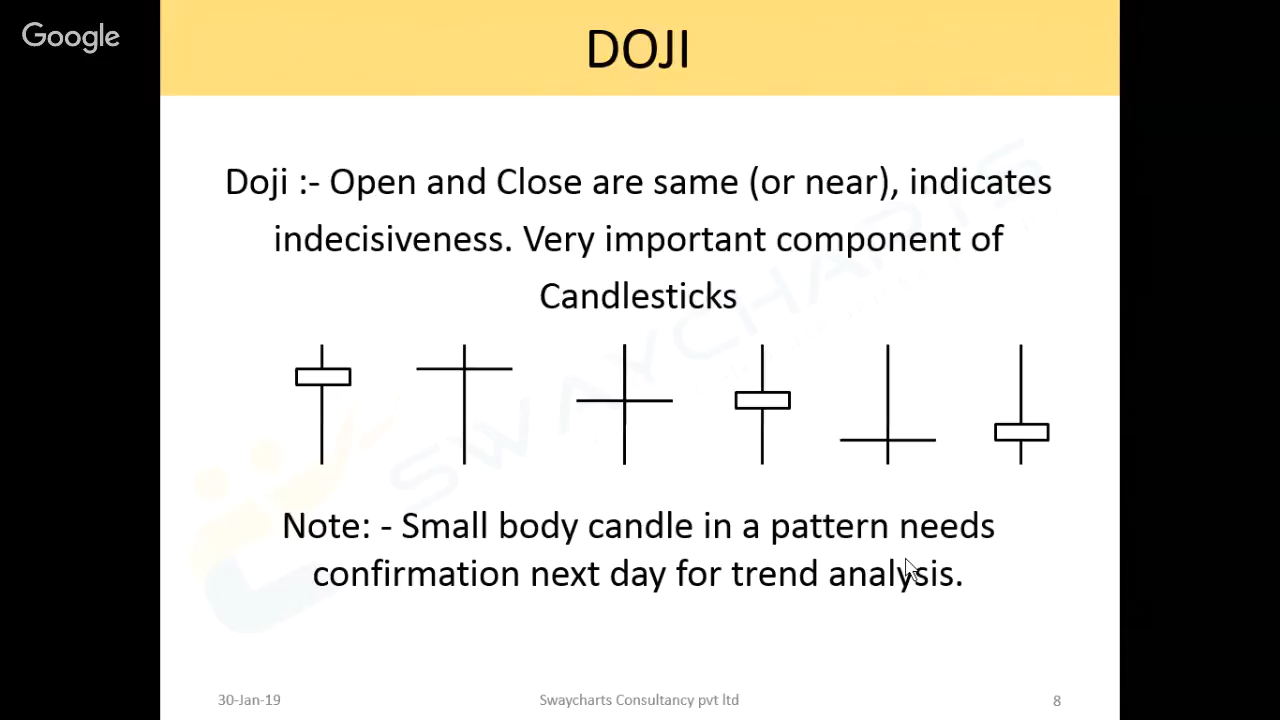 Google
DOJI
Doji :- Open and Close are same (or near), indicates
indecisiveness. Very important component of
Candlesticks
SWAYCHARTS
Note: - Small body candle in a pattern needs
confirmation next day for trend analysis.
30-Jan-19
Swaycharts Consultancy pvt ltd
8